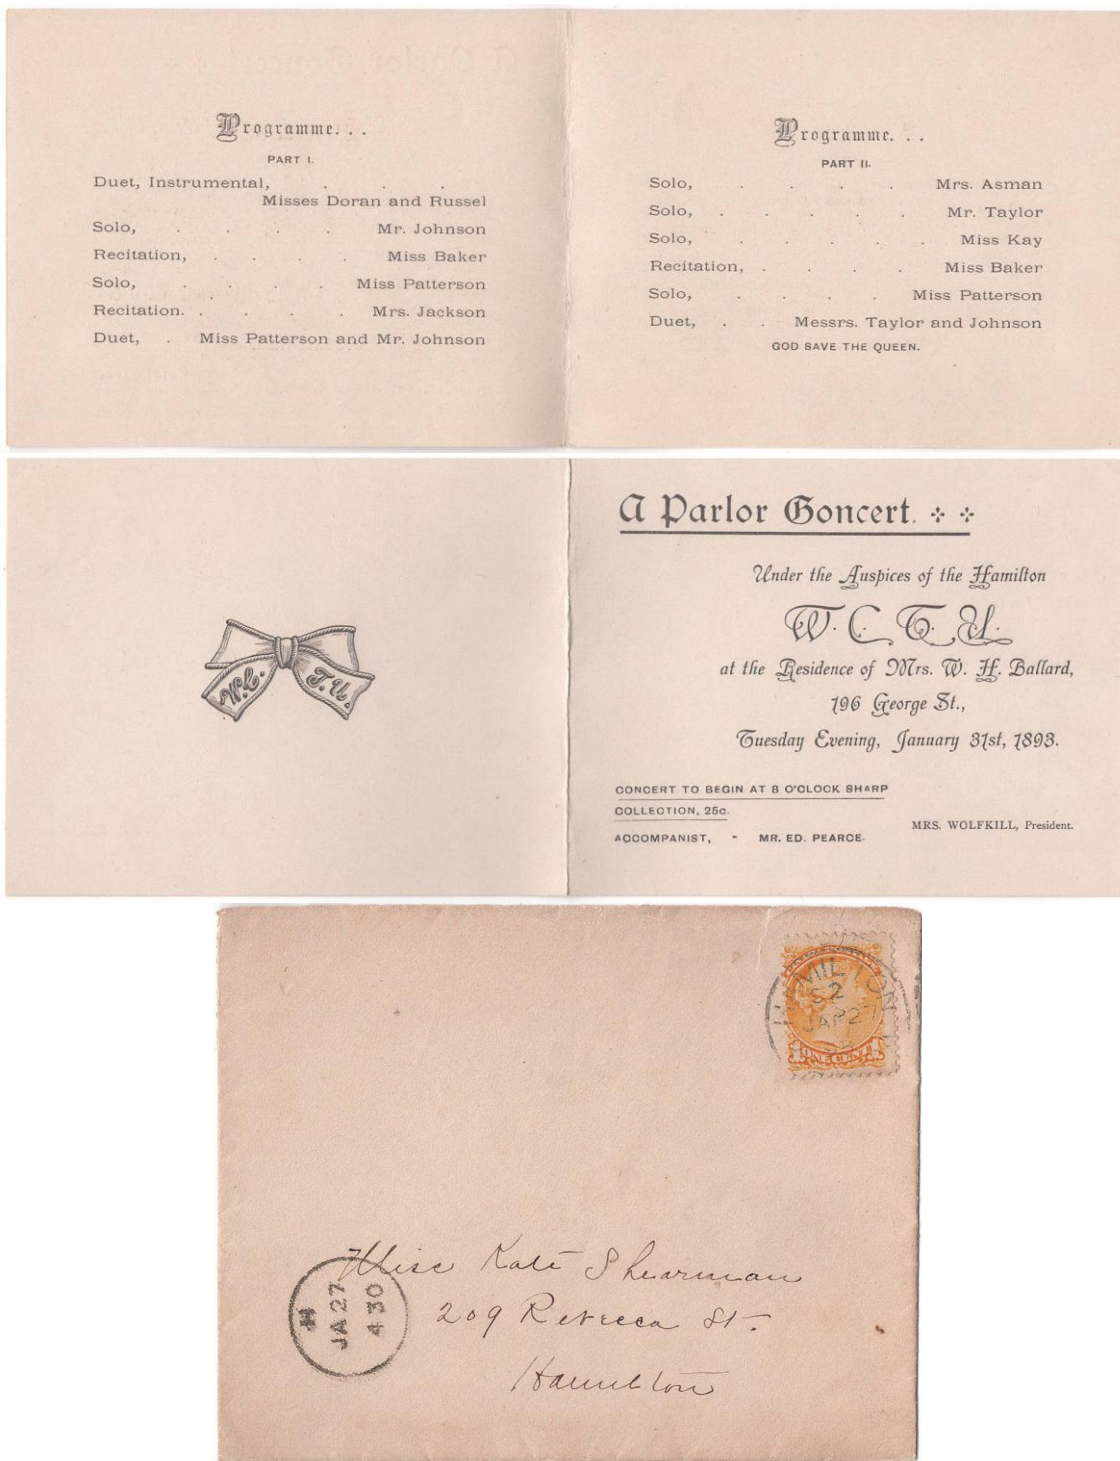 Programme. . .
PART I.
Duet, Instrumental, . . .
Misses Doran and Russel
Solo, . . . . Mr. Johnson
Recitation, . . . . Miss Baker
Solo, . . . . Miss Patterson
Recitation. . . . . Mrs. Jackson
Duet, . Miss Patterson and Mr. Johnson
Programme. . .
PART II.
Solo, . . . . Mrs. Asman
Solo, . . . . . Mr. Taylor
Solo, . . . . . Miss Kay
Recitation, . . . . Miss Baker
Solo, . . . . Miss Patterson
Duet, . . Messrs. Taylor and Johnson
GOD SAVE THE QUEEN.
W.C. T.U.
A Parlor Concert.
Under the Auspices of the Hamilton
W. C. T. U.
at the Residence of Mrs. W. H. Ballard,
196 George St.,
Tuesday Evening, January 31st, 1893.
CONCERT TO BEGIN AT 8 O'CLOCK SHARP
COLLECTION, 25c.
MRS. WOLFKILL, President.
ACCOMPANIST, - MR. ED. PEARCE.
HAMILTON
JA 27
1 ONE CENT 1
Miss Kate Shearman
209 Rebecca St.
Hamilton
H
JA 27
4 30